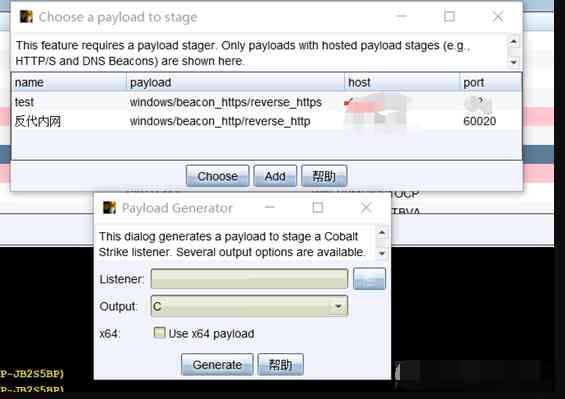 Choose a payload to stage
This feature requires a payload stager. Only payloads with hosted payload stages (e.g.,
HTTP/S and DNS Beacons) are shown here.
name payload host port
test windows/beacon_https/reverse_https
反代内网 windows/beacon_http/reverse_http 60020
Choose Add 帮助
TBVA
Payload Generator
This dialog generates a payload to stage a Cobalt
Strike listener. Several output options are available.
Listener:
Output: C
x64: Use x64 payload
Generate 帮助
P-JB2S5BP)
P-JB2S5BP)